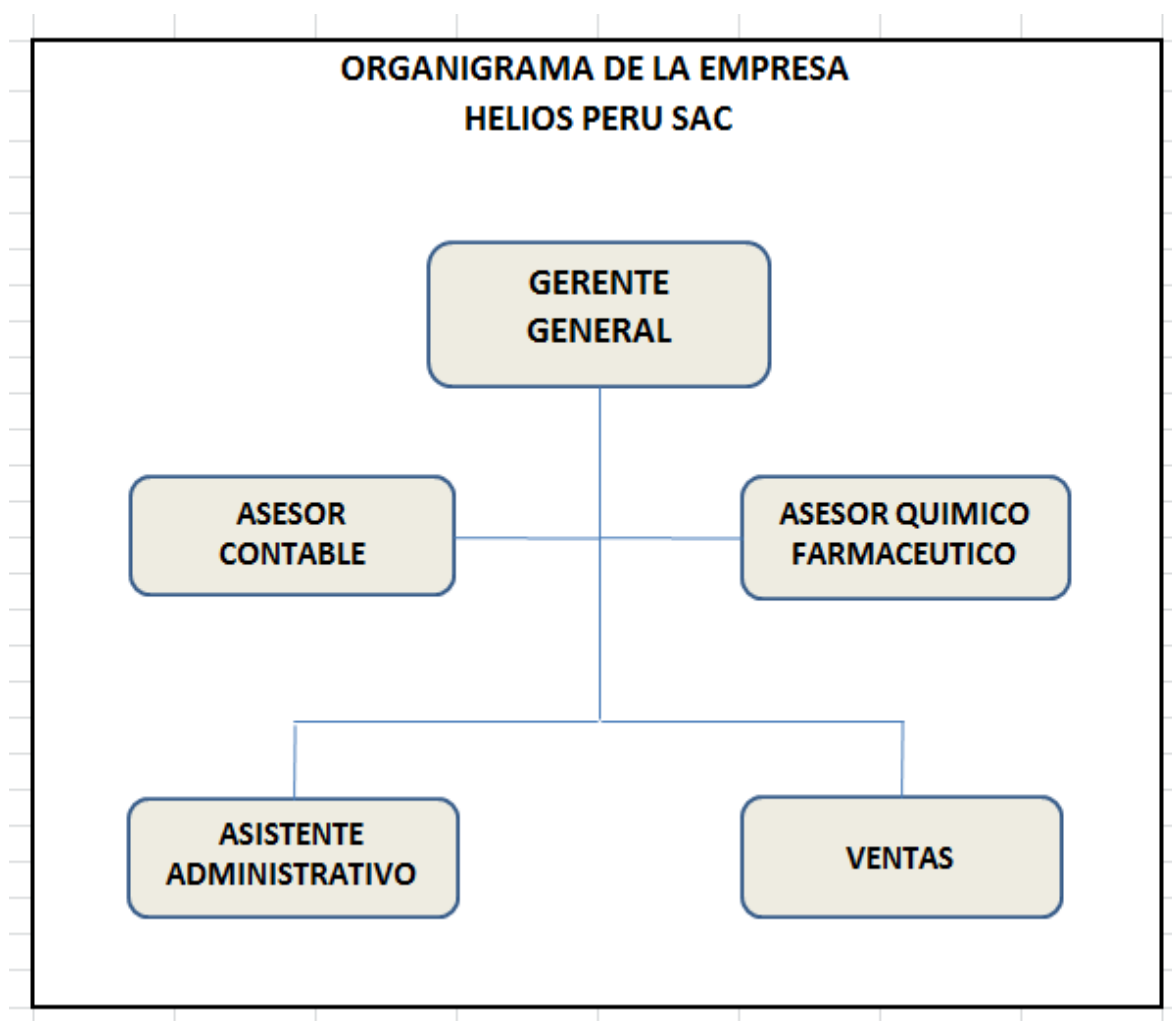 ORGANIGRAMA DE LA EMPRESA
HELIOS PERU SAC
GERENTE
GENERAL
ASESOR
CONTABLE
ASESOR QUIMICO
FARMACEUTICO
ASISTENTE
ADMINISTRATIVO
VENTAS